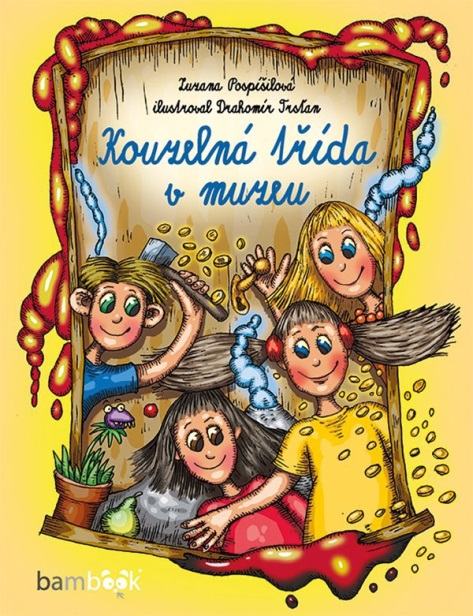 Zuzana Pospíšilová
ilustroval Drahomír Trsťan
Kouzelná třída
v muzeu
bambook